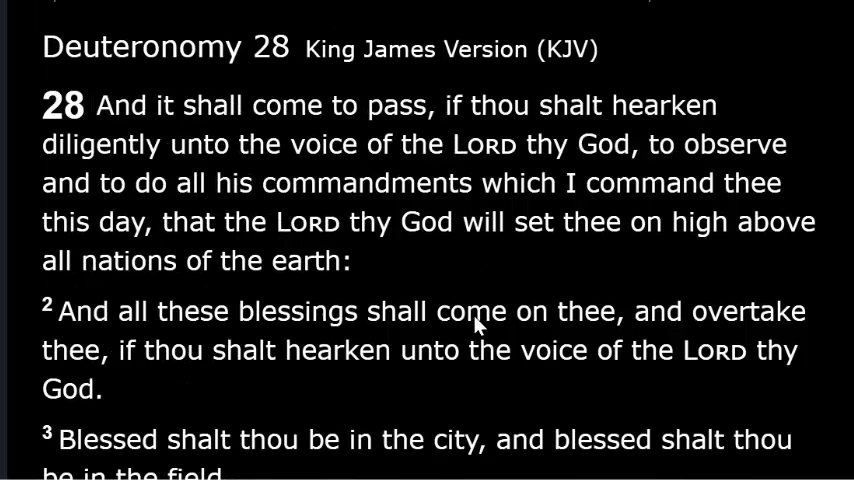 Deuteronomy 28 King James Version (KJV)
28 And it shall come to pass, if thou shalt hearken
diligently unto the voice of the LORD thy God, to observe
and to do all his commandments which I command thee
this day, that the LORD thy God will set thee on high above
all nations of the earth:
2 And all these blessings shall come on thee, and overtake
thee, if thou shalt hearken unto the voice of the LORD thy
God.
3 Blessed shalt thou be in the city, and blessed shalt thou
be in the field.